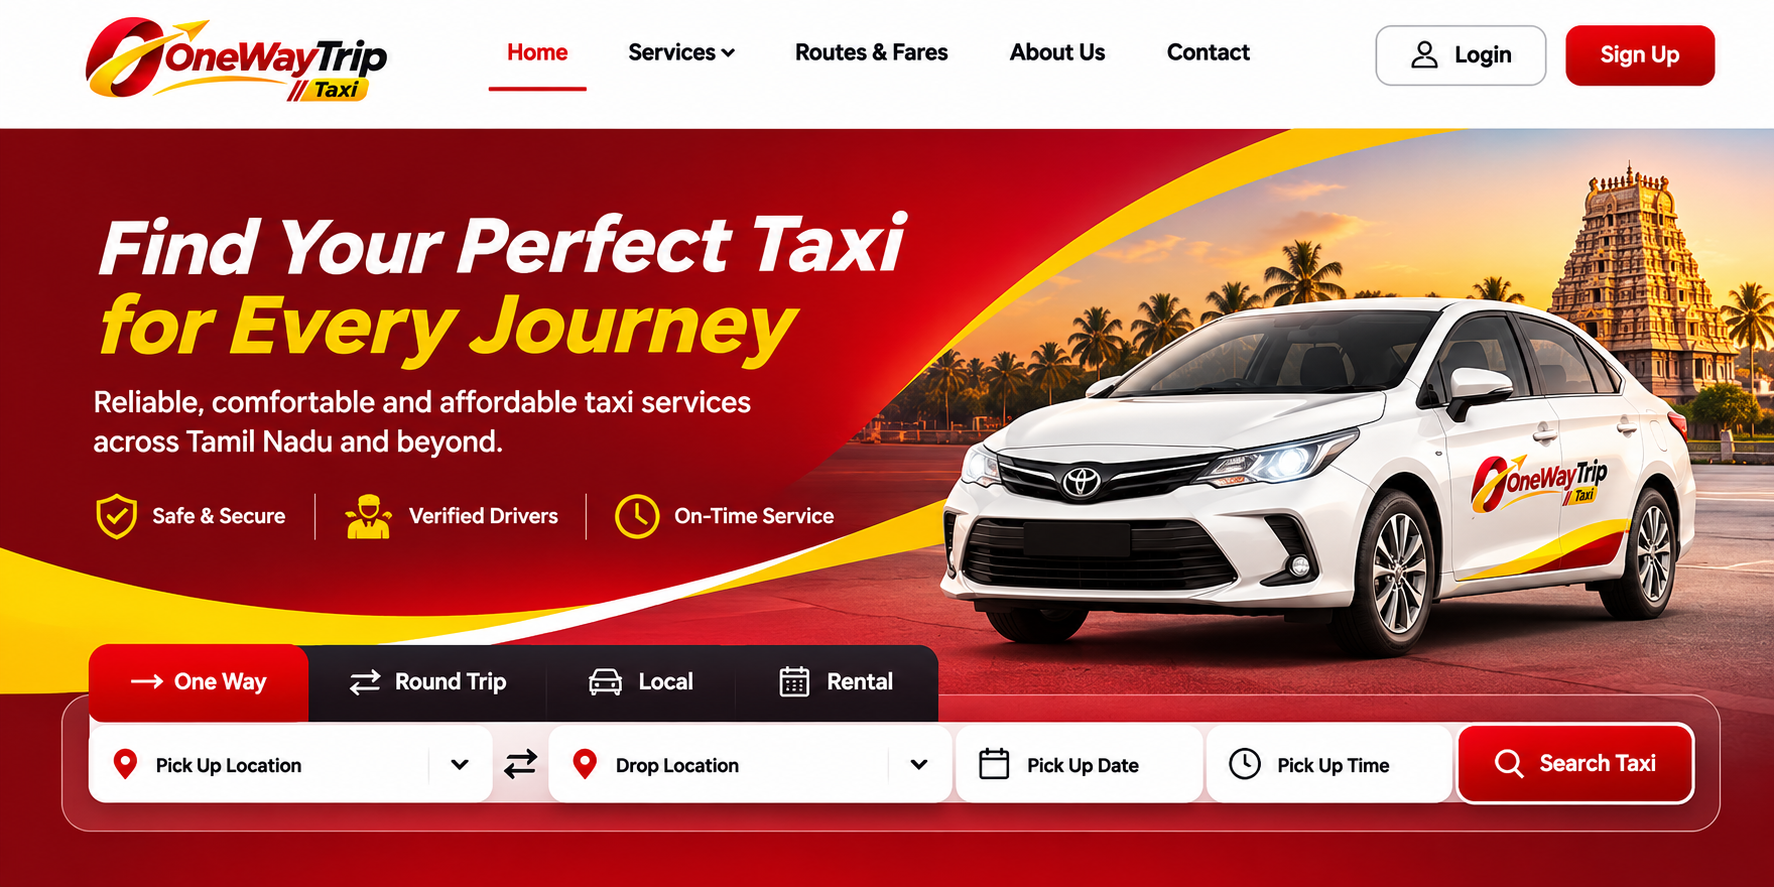 OneWayTrip
Taxi
Home
Services
Routes & Fares
About Us
Contact
Login
Sign Up
Find Your Perfect Taxi
for Every Journey
Reliable, comfortable and affordable taxi services
across Tamil Nadu and beyond.
Safe & Secure
Verified Drivers
On-Time Service
OneWayTrip
Taxi
One Way
Round Trip
Local
Rental
Pick Up Location
Drop Location
Pick Up Date
Pick Up Time
Search Taxi